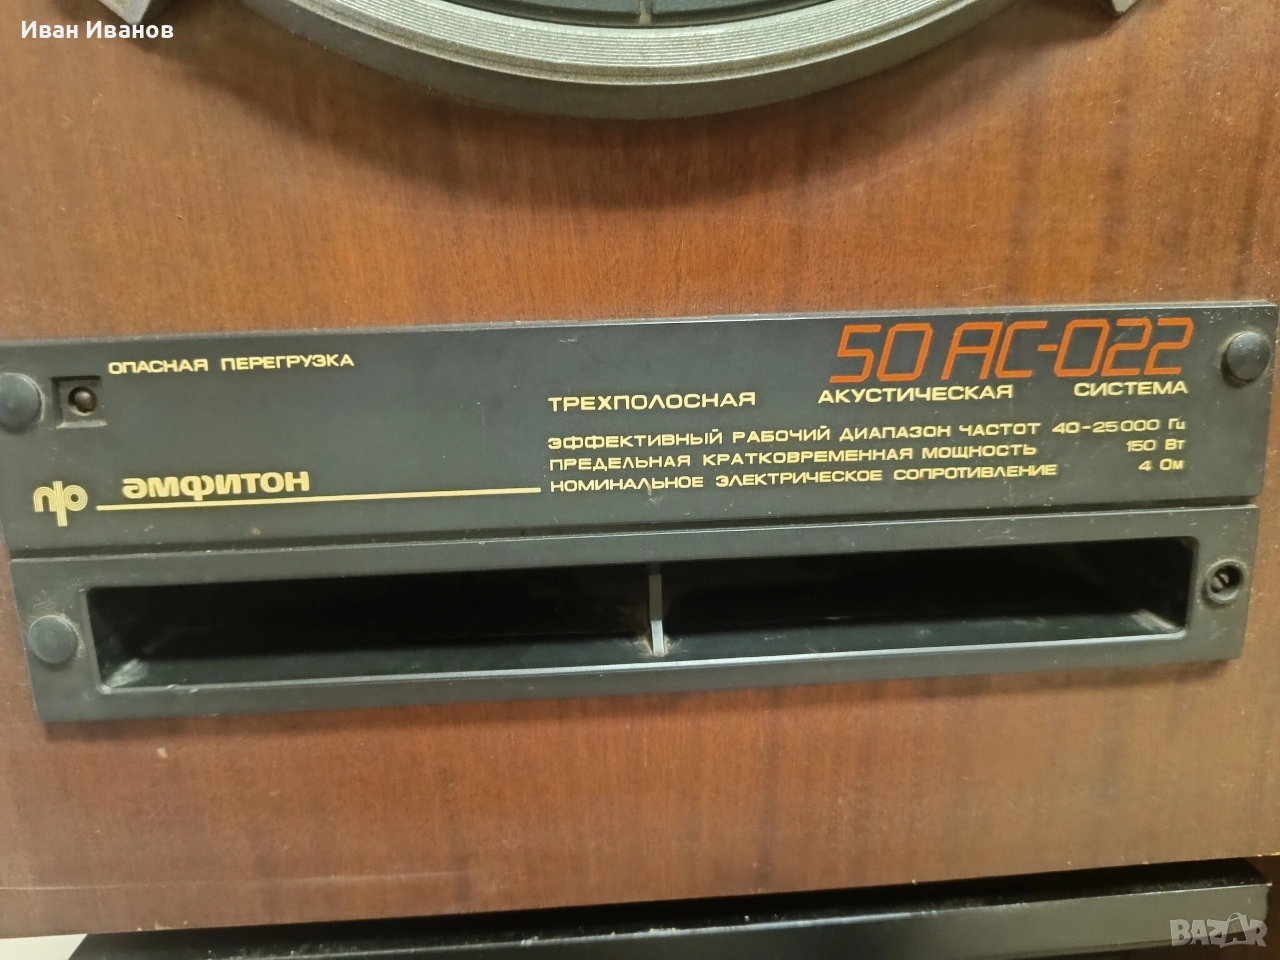 Иван Иванов
ОПАСНАЯ ПЕРЕГРУЗКА
50 АС-022
ТРЕХПОЛОСНАЯ АКУСТИЧЕСКАЯ СИСТЕМА
ЭФФЕКТИВНЫЙ РАБОЧИЙ ДИАПАЗОН ЧАСТОТ 40-25000 Гц
ПРЕДЕЛЬНАЯ КРАТКОВРЕМЕННАЯ МОЩНОСТЬ 150 Вт
НОМИНАЛЬНОЕ ЭЛЕКТРИЧЕСКОЕ СОПРОТИВЛЕНИЕ 4 Ом
амфитон
BAZAR